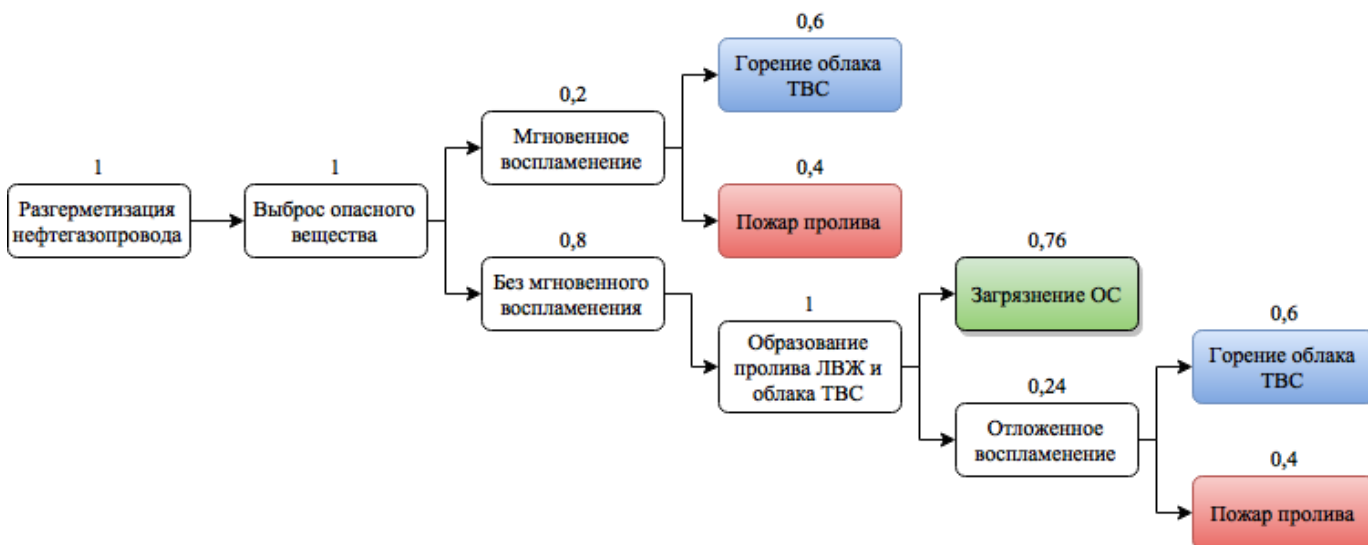 0,6
Горение облака
ТВС
0,2
Мгновенное
воспламенение
0,4
Пожар пролива
1
Разгерметизация
нефтегазопровода
1
Выброс опасного
вещества
0,8
Без мгновенного
воспламенения
0,76
Загрязнение ОС
1
Образование
пролива ЛВЖ и
облака ТВС
0,6
Горение облака
ТВС
0,24
Отложенное
воспламенение
0,4
Пожар пролива